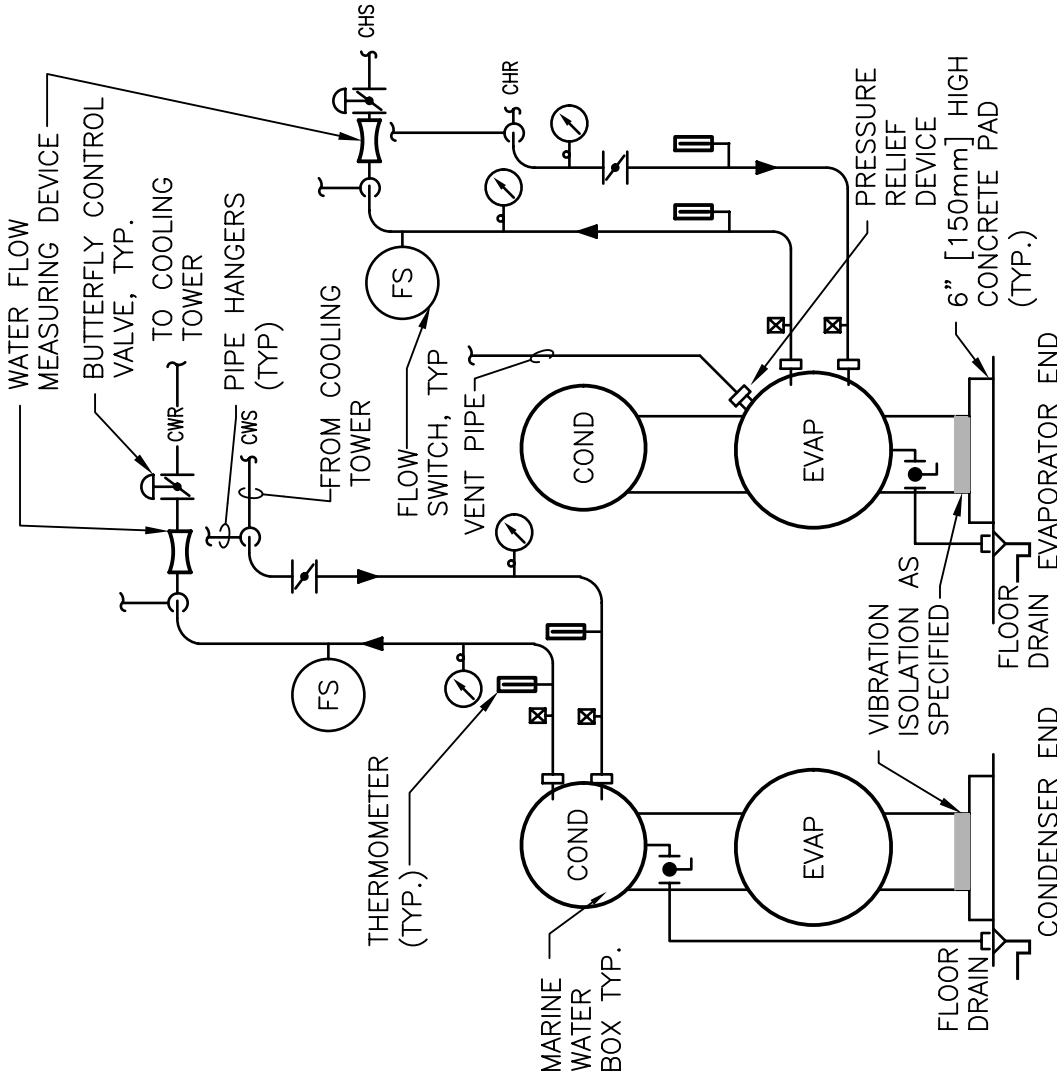 WATER FLOW
MEASURING DEVICE
BUTTERFLY CONTROL
VALVE, TYP.
TO COOLING
TOWER
CWR
PIPE HANGERS
(TYP)
CWS
FROM COOLING
TOWER
FS
THERMOMETER
(TYP.)
COND
MARINE
WATER
BOX TYP.
EVAP
FLOOR
DRAIN
CONDENSER END
VIBRATION
ISOLATION AS
SPECIFIED
CHS
CHR
FS
FLOW
SWITCH, TYP
VENT PIPE
COND
EVAP
PRESSURE
RELIEF
DEVICE
6" [150mm] HIGH
CONCRETE PAD
(TYP.)
FLOOR
DRAIN
EVAPORATOR END